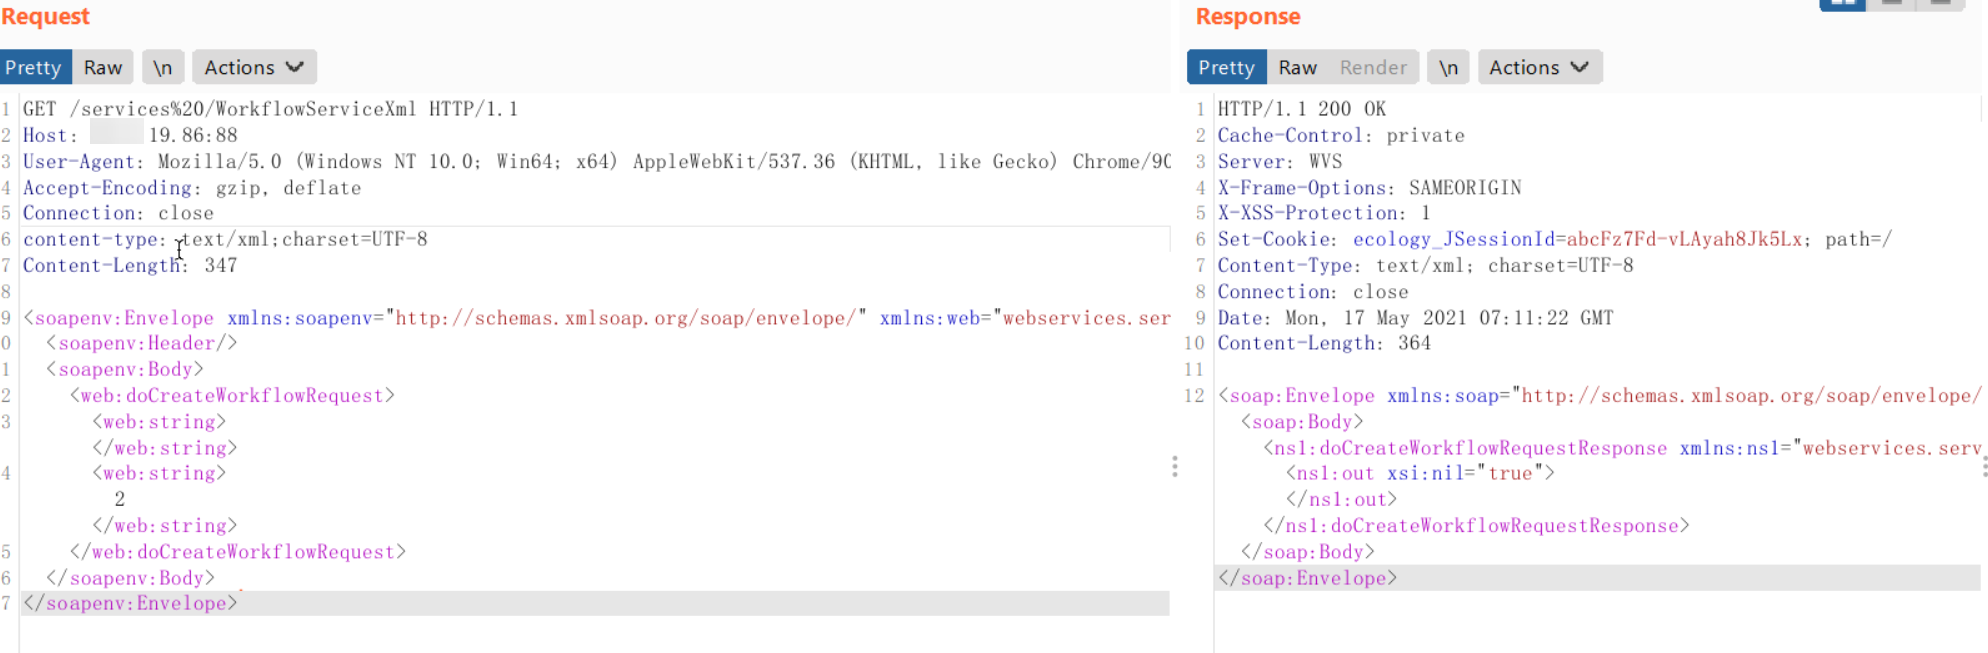 Request
Pretty Raw \n Actions
1 GET /services%20/WorkflowServiceXml HTTP/1.1
2 Host: 19.86:88
3 User-Agent: Mozilla/5.0 (Windows NT 10.0; Win64; x64) AppleWebKit/537.36 (KHTML, like Gecko) Chrome/90
4 Accept-Encoding: gzip, deflate
5 Connection: close
6 content-type: text/xml;charset=UTF-8
7 Content-Length: 347
8
9 <soapenv:Envelope xmlns:soapenv="http://schemas.xmlsoap.org/soap/envelope/" xmlns:web="webservices.ser
0 <soapenv:Header/>
1 <soapenv:Body>
2 <web:doCreateWorkflowRequest>
3 <web:string>
</web:string>
4 <web:string>
2
</web:string>
5 </web:doCreateWorkflowRequest>
6 </soapenv:Body>
7 </soapenv:Envelope>
Response
Pretty Raw Render \n Actions
1 HTTP/1.1 200 OK
2 Cache-Control: private
3 Server: WVS
4 X-Frame-Options: SAMEORIGIN
5 X-XSS-Protection: 1
6 Set-Cookie: ecology_JSessionId=abcFz7Fd-vLAyah8Jk5Lx; path=/
7 Content-Type: text/xml; charset=UTF-8
8 Connection: close
9 Date: Mon, 17 May 2021 07:11:22 GMT
10 Content-Length: 364
11
12 <soap:Envelope xmlns:soap="http://schemas.xmlsoap.org/soap/envelope/
<soap:Body>
<ns1:doCreateWorkflowRequestResponse xmlns:ns1="webservices.serv
<ns1:out xsi:nil="true">
</ns1:out>
</ns1:doCreateWorkflowRequestResponse>
</soap:Body>
</soap:Envelope>